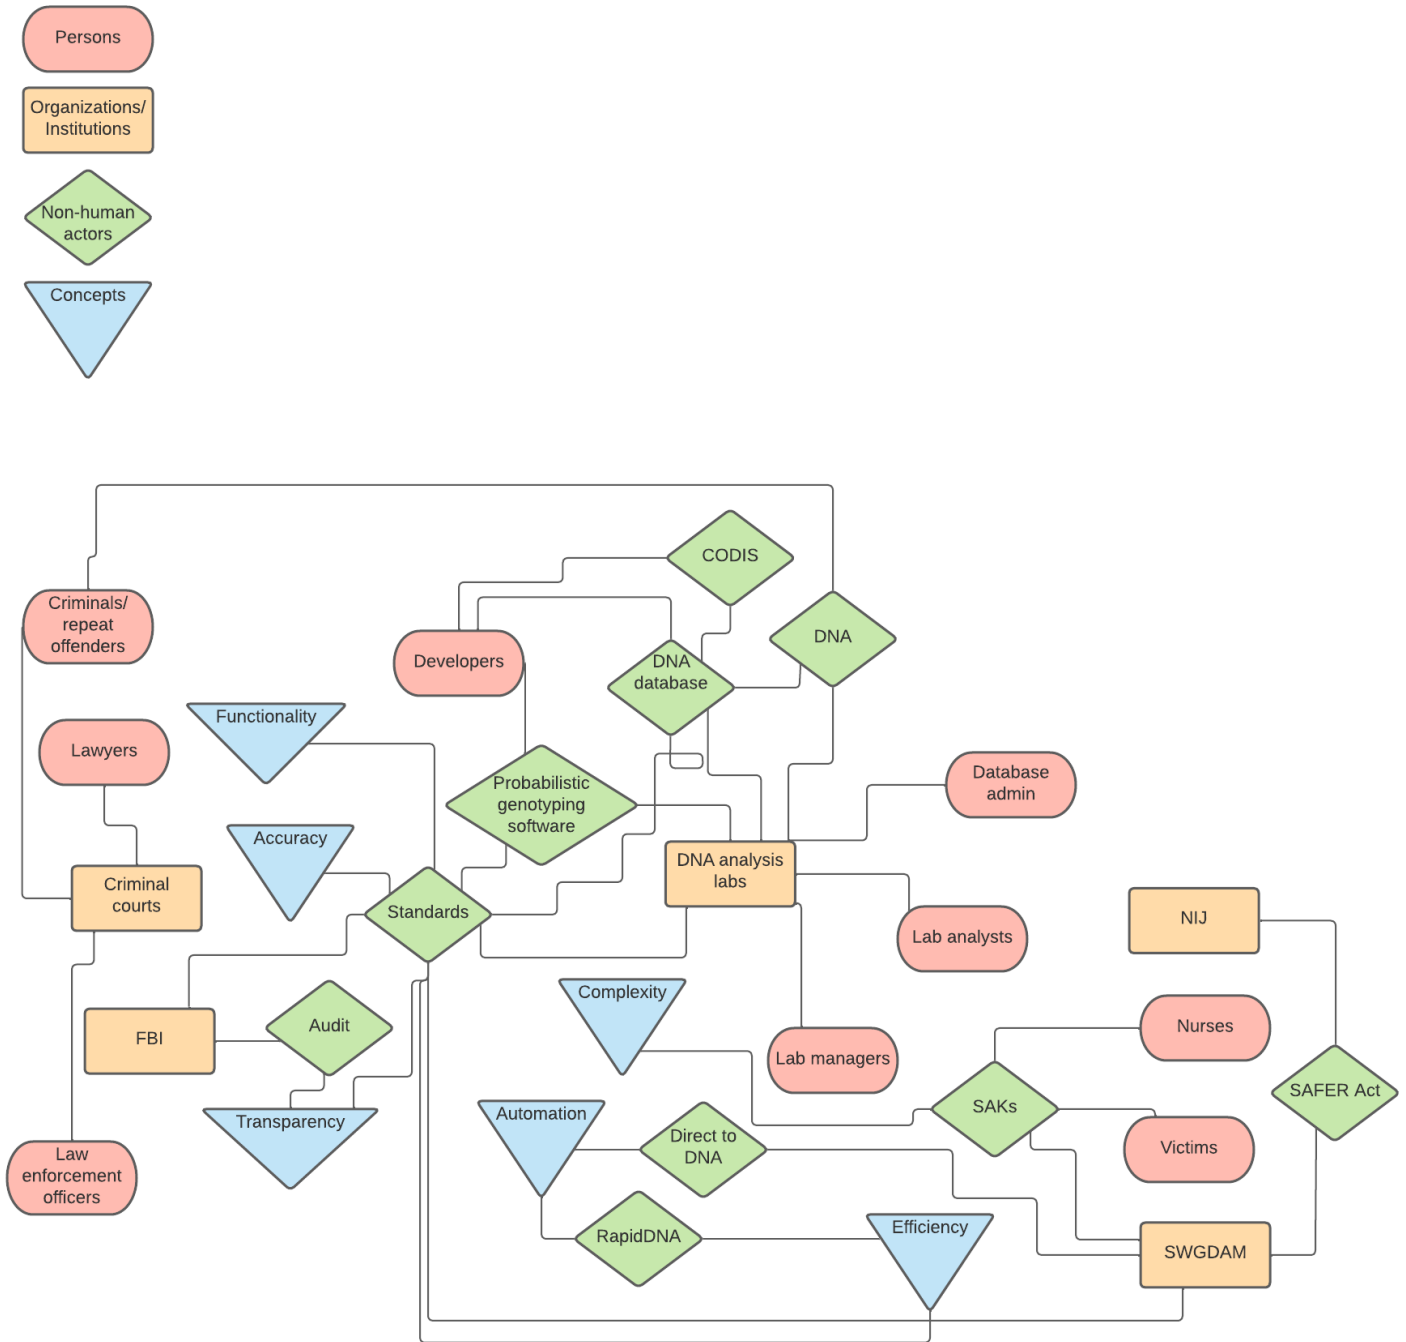 Persons
Organizations/
Institutions
Non-human
actors
Concepts
CODIS
Criminals/
repeat
offenders
DNA
Developers
DNA
database
Functionality
Lawyers
Probabilistic
genotyping
software
Database
admin
Accuracy
DNA analysis
labs
Criminal
courts
Standards
NIJ
Lab analysts
Complexity
Audit
FBI
Nurses
Lab managers
SAFER Act
SAKs
Automation
Transparency
Direct to
DNA
Victims
Law
enforcement
officers
RapidDNA
Efficiency
SWGDAM